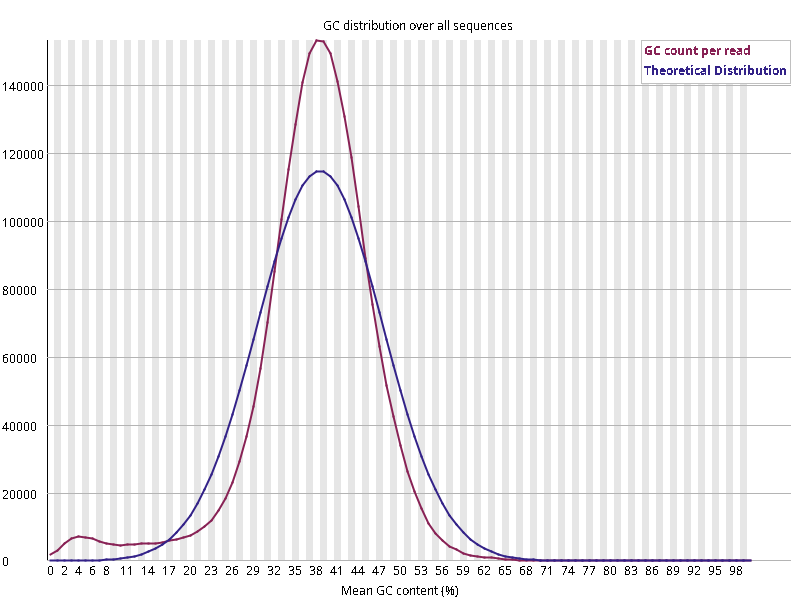 GC distribution over all sequences
GC count per read
Theoretical Distribution
140000
120000
100000
80000
60000
40000
20000
0
0 2 4 6 8 11 14 17 20 23 26 29 32 35 38 41 44 47 50 53 56 59 62 65 68 71 74 77 80 83 86 89 92 95 98
Mean GC content (%)